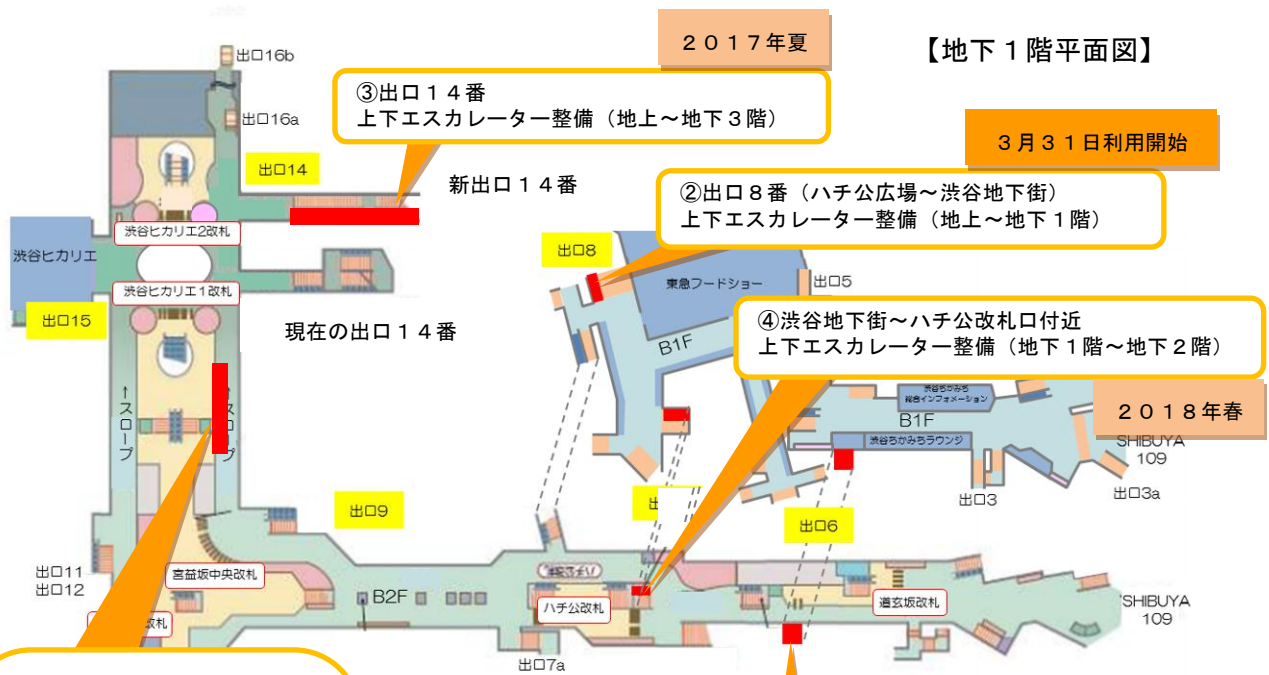 ２０１７年夏
【地下１階平面図】
出口16b
③出口１４番
上下エスカレーター整備（地上～地下３階）
出口16a
３月３１日利用開始
出口14
新出口１４番
②出口８番（ハチ公広場～渋谷地下街）
上下エスカレーター整備（地上～地下１階）
渋谷ヒカリエ2改札
渋谷ヒカリエ
出口8
東急フードショー
出口5
渋谷ヒカリエ1改札
出口15
現在の出口１４番
④渋谷地下街～ハチ公改札口付近
上下エスカレーター整備（地下１階～地下２階）
B1F
↑スロープ
↑スロープ
渋谷ちかみち
総合インフォメーション
B1F
２０１８年春
渋谷ちかみちラウンジ
SHIBUYA
109
出口3
出口3a
出口9
出口6
出口11
出口12
宮益坂中央改札
改札
B2F
ハチ公改札
道玄坂改札
SHIBUYA
109
出口7a